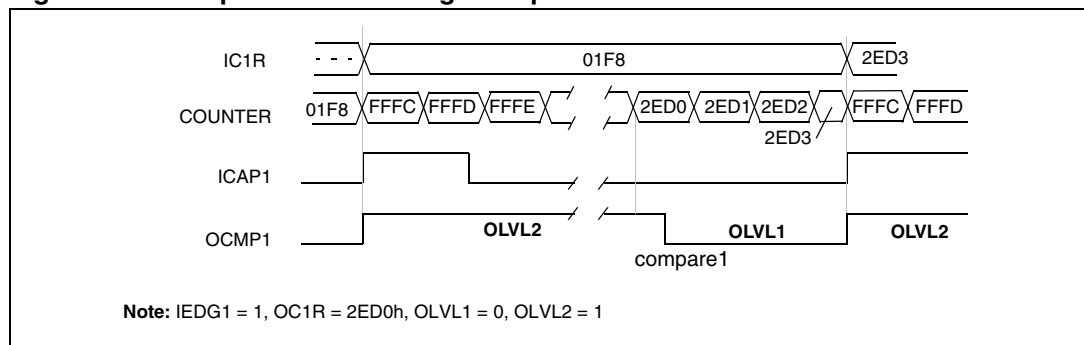 IC1R - - - 01F8 2ED3
COUNTER 01F8 FFFC FFFD FFFE 2ED0 2ED1 2ED2 FFFC FFFD
2ED3
ICAP1
OCMP1 OLVL2 OLVL1 OLVL2
compare1
Note: IEDG1 = 1, OC1R = 2ED0h, OLVL1 = 0, OLVL2 = 1